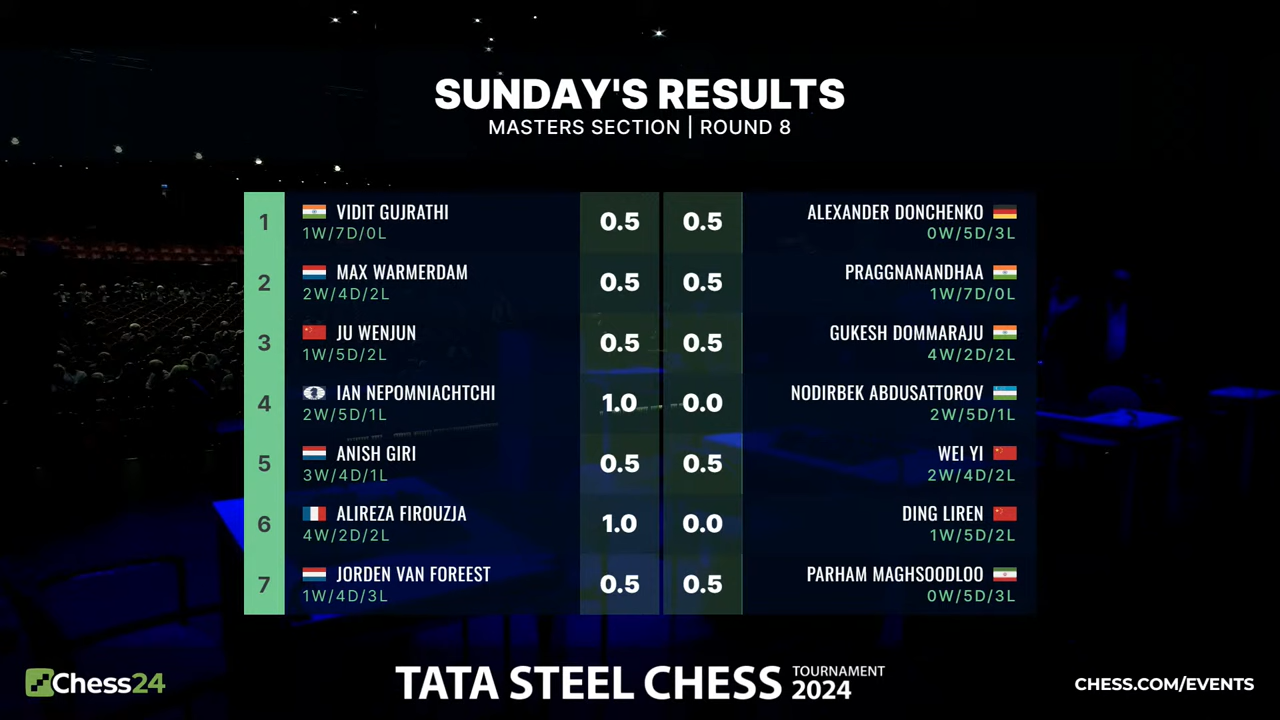 SUNDAY'S RESULTS
MASTERS SECTION | ROUND 8
1 VIDIT GUJRATHI 0.5 0.5 ALEXANDER DONCHENKO
1W/7D/0L 0W/5D/3L
2 MAX WARMERDAM 0.5 0.5 PRAGGNANANDHAA
2W/4D/2L 1W/7D/0L
3 JU WENJUN 0.5 0.5 GUKESH DOMMARAJU
1W/5D/2L 4W/2D/2L
4 IAN NEPOMNIACHTCHI 1.0 0.0 NODIRBEK ABDUSATTOROV
2W/5D/1L 2W/5D/1L
5 ANISH GIRI 0.5 0.5 WEI YI
3W/4D/1L 2W/4D/2L
6 ALIREZA FIROUZJA 1.0 0.0 DING LIREN
4W/2D/2L 1W/5D/2L
7 JORDEN VAN FOREEST 0.5 0.5 PARHAM MAGHSOODLOO
1W/4D/3L 0W/5D/3L
Chess24
TATA STEEL CHESS TOURNAMENT 2024
CHESS.COM/EVENTS